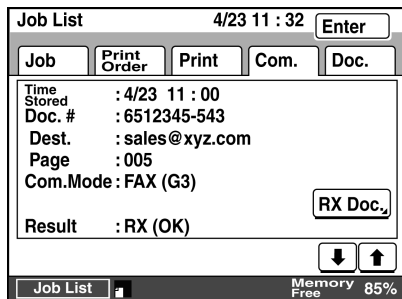 Job List 4/23 11 : 32 Enter
Job Print Order Print Com. Doc.
Time Stored : 4/23 11 : 00
Doc. # : 6512345-543
Dest. : sales@xyz.com
Page : 005
Com.Mode : FAX (G3)
RX Doc.
Result : RX (OK)
Job List Memory Free 85%